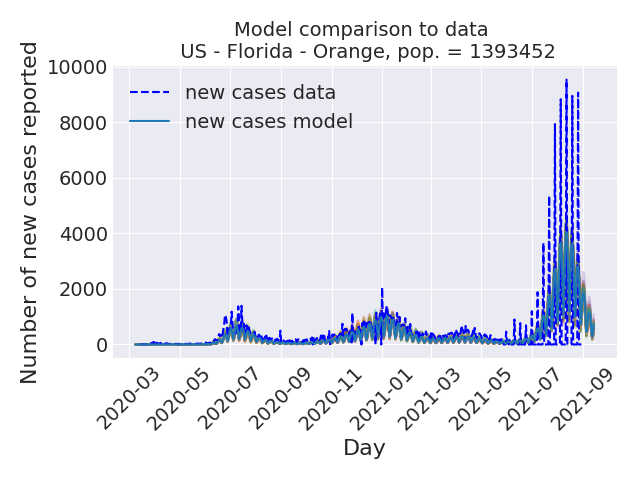 Model comparison to data
US - Florida - Orange, pop. = 1393452
Number of new cases reported
10000
8000
6000
4000
2000
0
new cases data
new cases model
2020-03
2020-05
2020-07
2020-09
2020-11
2021-01
2021-03
2021-05
2021-07
2021-09
Day